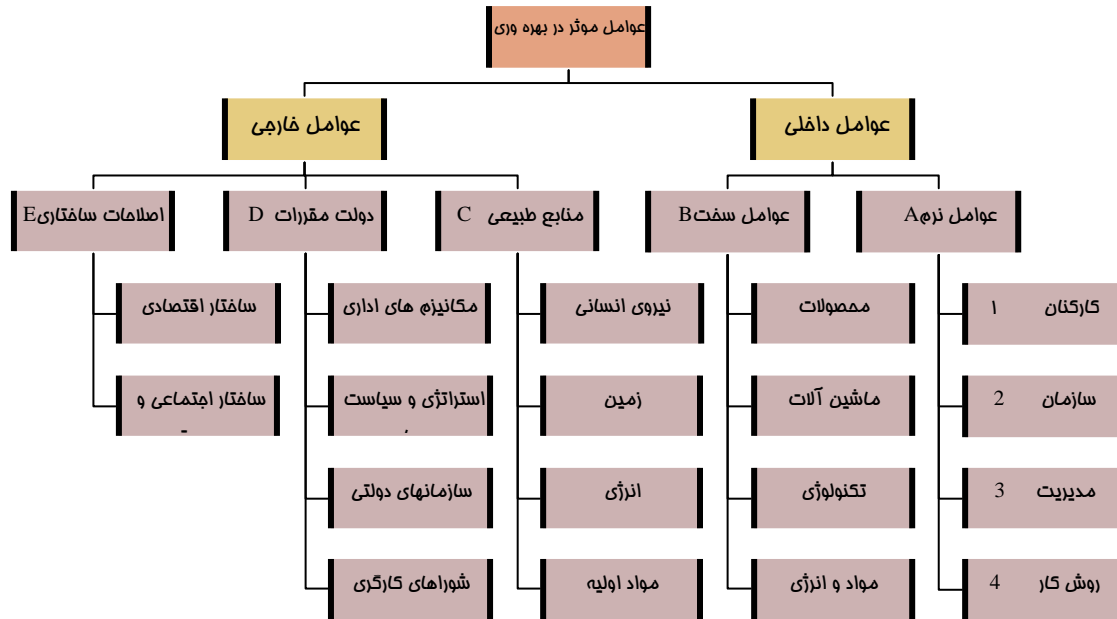 عوامل موثر در بهره وری
عوامل داخلی
عوامل خارجی
عوامل نرمA
عوامل سختB
منابع طبیعی C
دولت مقررات D
اصلاحات ساختاریE
کارکنان ۱
محصولات
نیروی انسانی
مکانیزم های اداری
ساختار اقتصادی
سازمان 2
ماشین آلات
زمین
استراتژی و سیاست
ساختار اجتماعی و
مدیریت 3
تکنولوژی
انرژی
سازمانهای دولتی
روش کار 4
مواد و انرژی
مواد اولیه
شوراهای کارگری